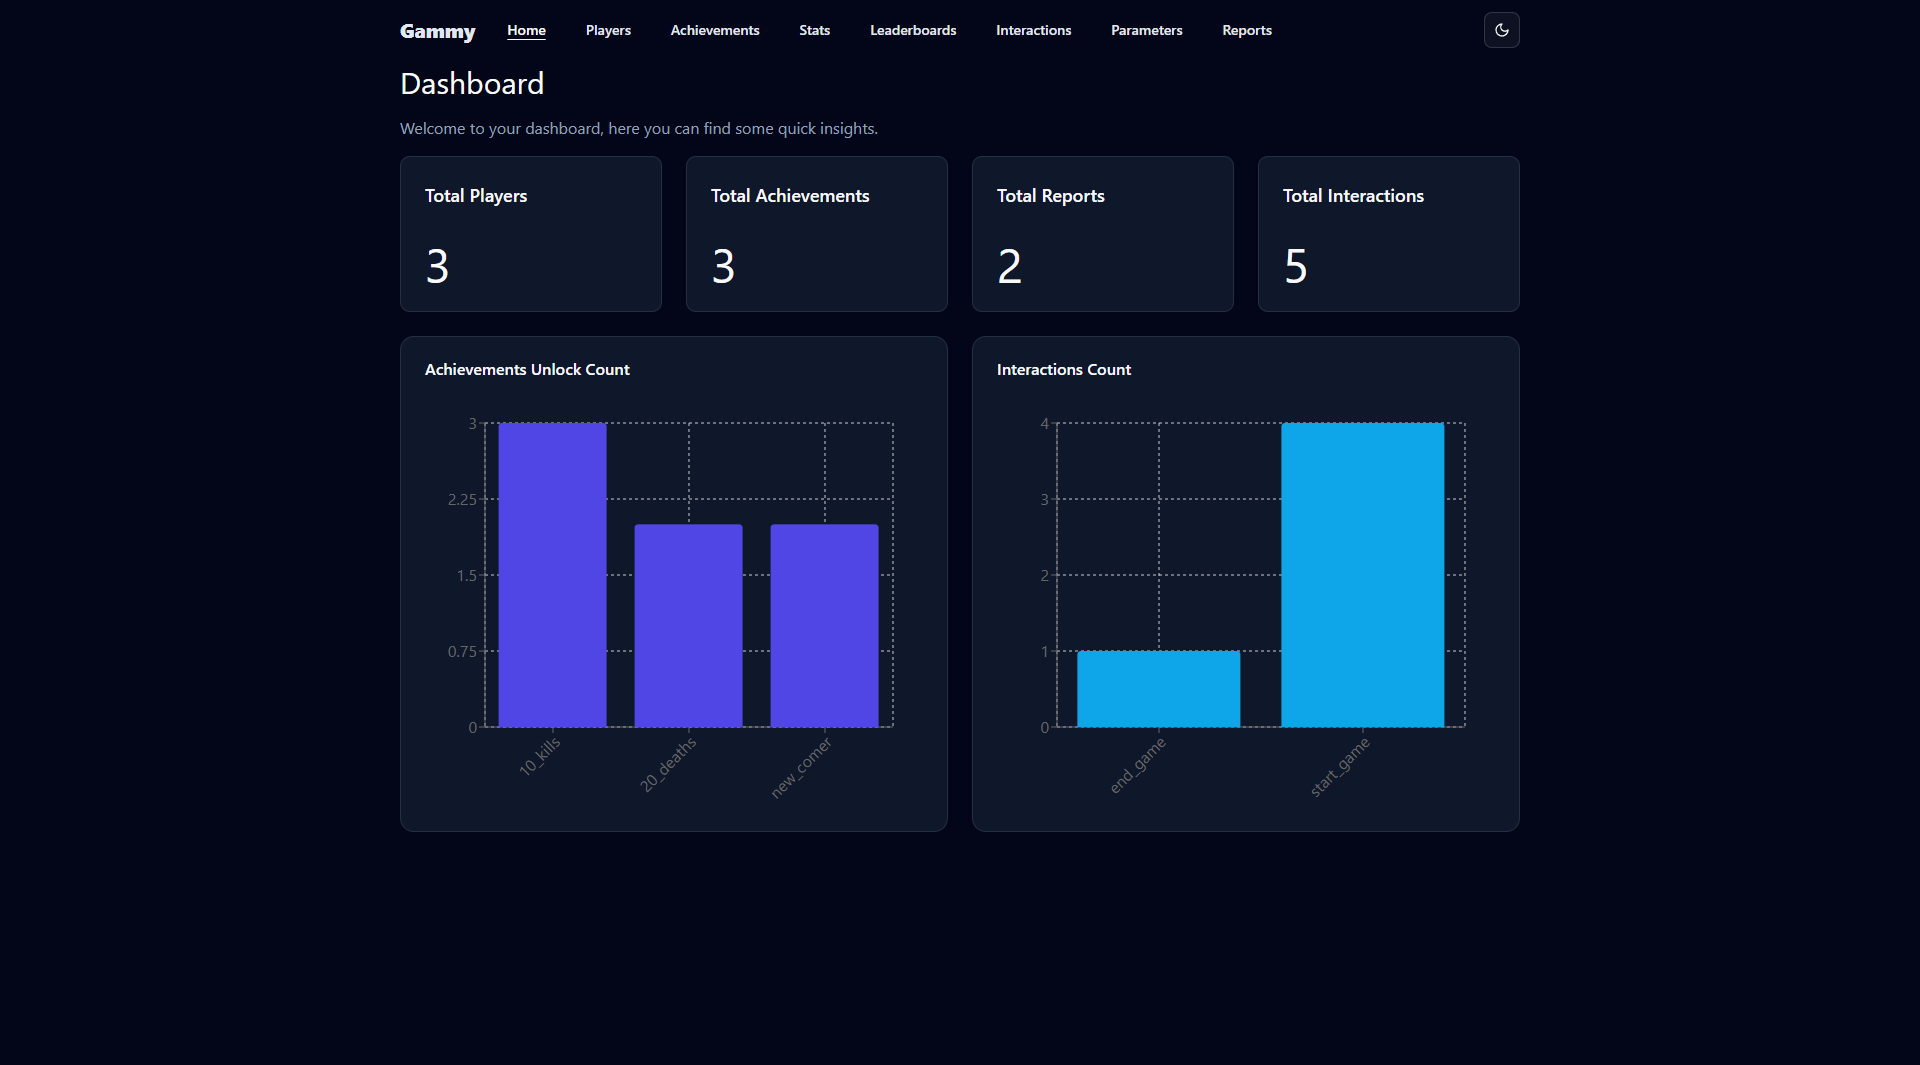 Gammy Home Players Achievements Stats Leaderboards Interactions Parameters Reports
Dashboard
Welcome to your dashboard, here you can find some quick insights.
Total Players
3
Total Achievements
3
Total Reports
2
Total Interactions
5
Achievements Unlock Count
3
2.25
1.5
0.75
0
10_kills
20_deaths
new_comer
Interactions Count
4
3
2
1
0
end_game
start_game